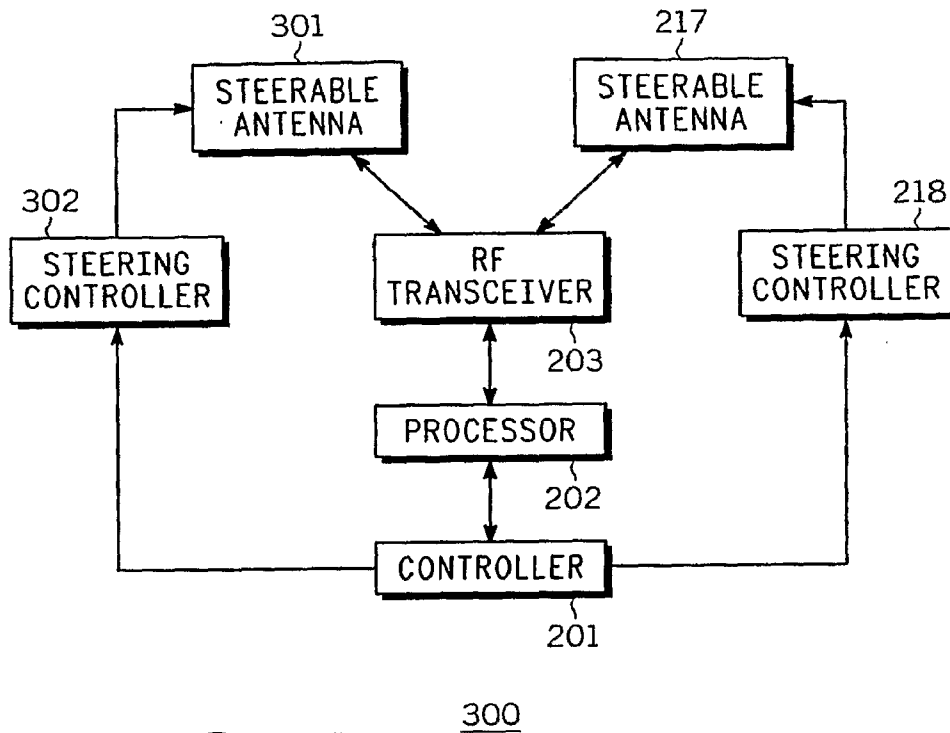 301
STEERABLE
ANTENNA
217
STEERABLE
ANTENNA
302
STEERING
CONTROLLER
RF
TRANSCEIVER
203
218
STEERING
CONTROLLER
PROCESSOR
202
CONTROLLER
201
300